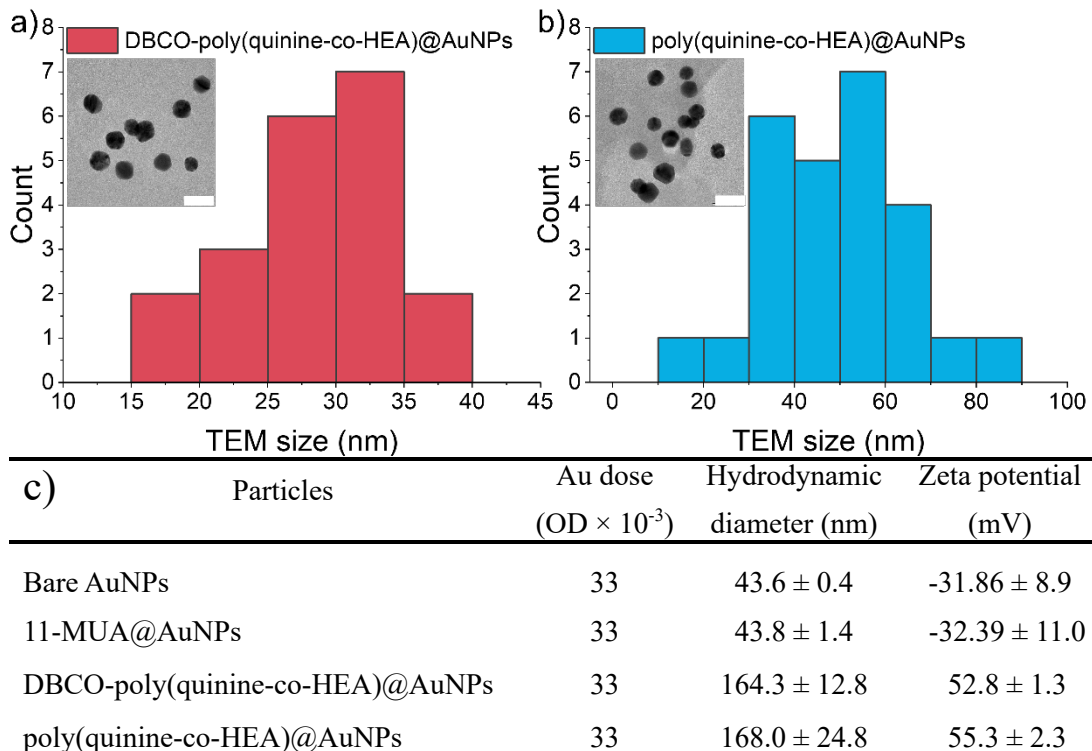 a)
DBCO-poly(quinine-co-HEA)@AuNPs
8
7
6
5
4
3
2
1
0
Count
10 15 20 25 30 35 40 45
TEM size (nm)
b)
poly(quinine-co-HEA)@AuNPs
8
7
6
5
4
3
2
1
0
Count
0 20 40 60 80 100
TEM size (nm)
c) Particles Au dose (OD × 10⁻³) Hydrodynamic diameter (nm) Zeta potential (mV)
Bare AuNPs 33 43.6 ± 0.4 -31.86 ± 8.9
11-MUA@AuNPs 33 43.8 ± 1.4 -32.39 ± 11.0
DBCO-poly(quinine-co-HEA)@AuNPs 33 164.3 ± 12.8 52.8 ± 1.3
poly(quinine-co-HEA)@AuNPs 33 168.0 ± 24.8 55.3 ± 2.3